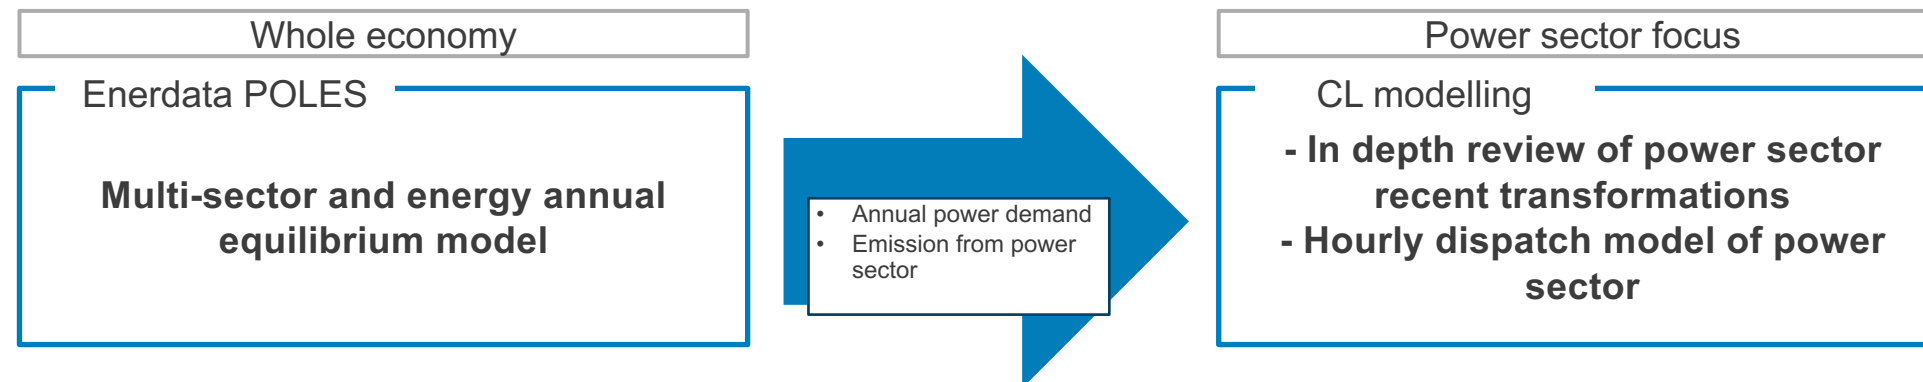 Whole economy
Enerdata POLES
Multi-sector and energy annual
equilibrium model
• Annual power demand
• Emission from power
sector
Power sector focus
CL modelling
- In depth review of power sector
recent transformations
- Hourly dispatch model of power
sector